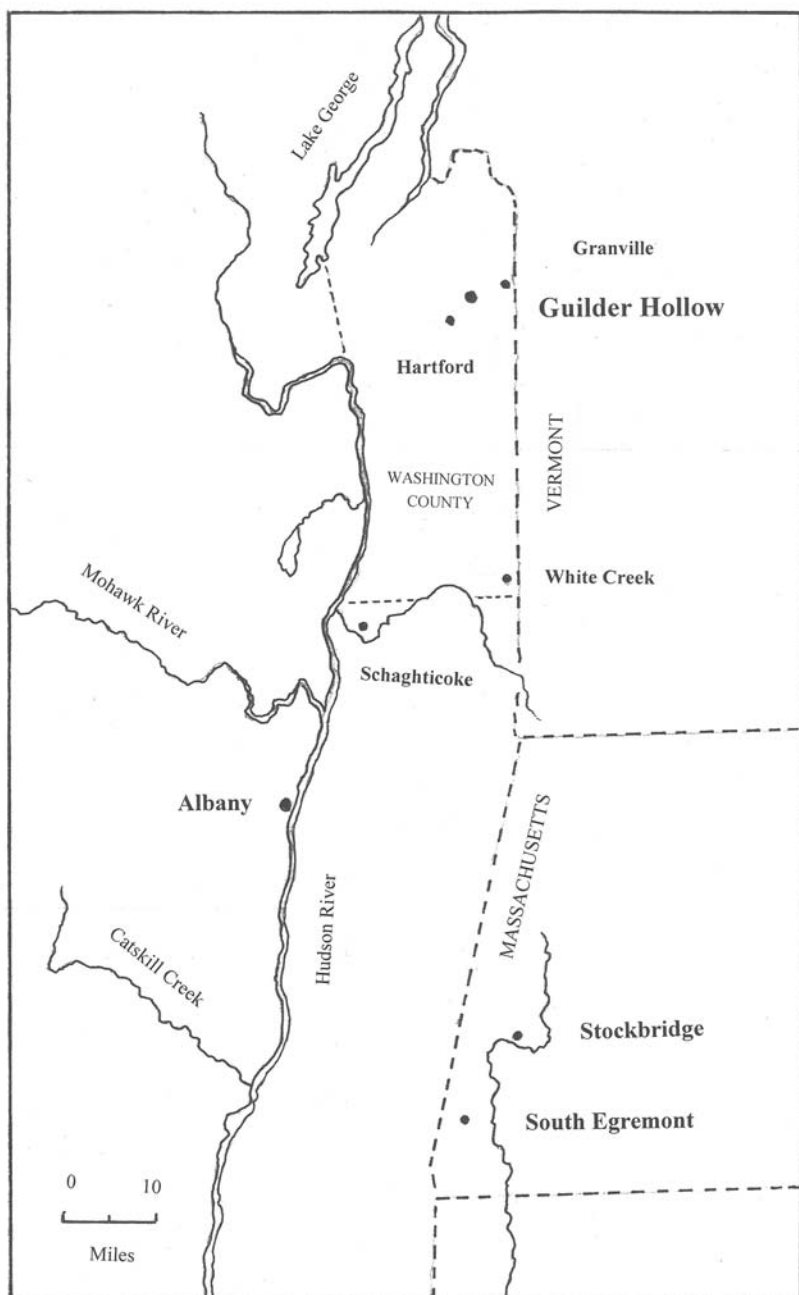 Lake George
Granville
Guilder Hollow
Hartford
VERMONT
WASHINGTON
COUNTY
White Creek
Mohawk River
Schaghticoke
Albany
MASSACHUSETTS
Hudson River
Catskill Creek
Stockbridge
South Egremont
0 10
Miles